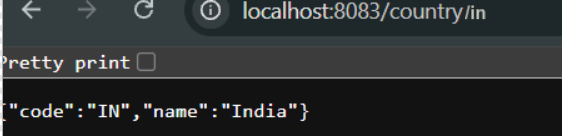 localhost:8083/country/in
Pretty print
{"code":"IN","name":"India"}